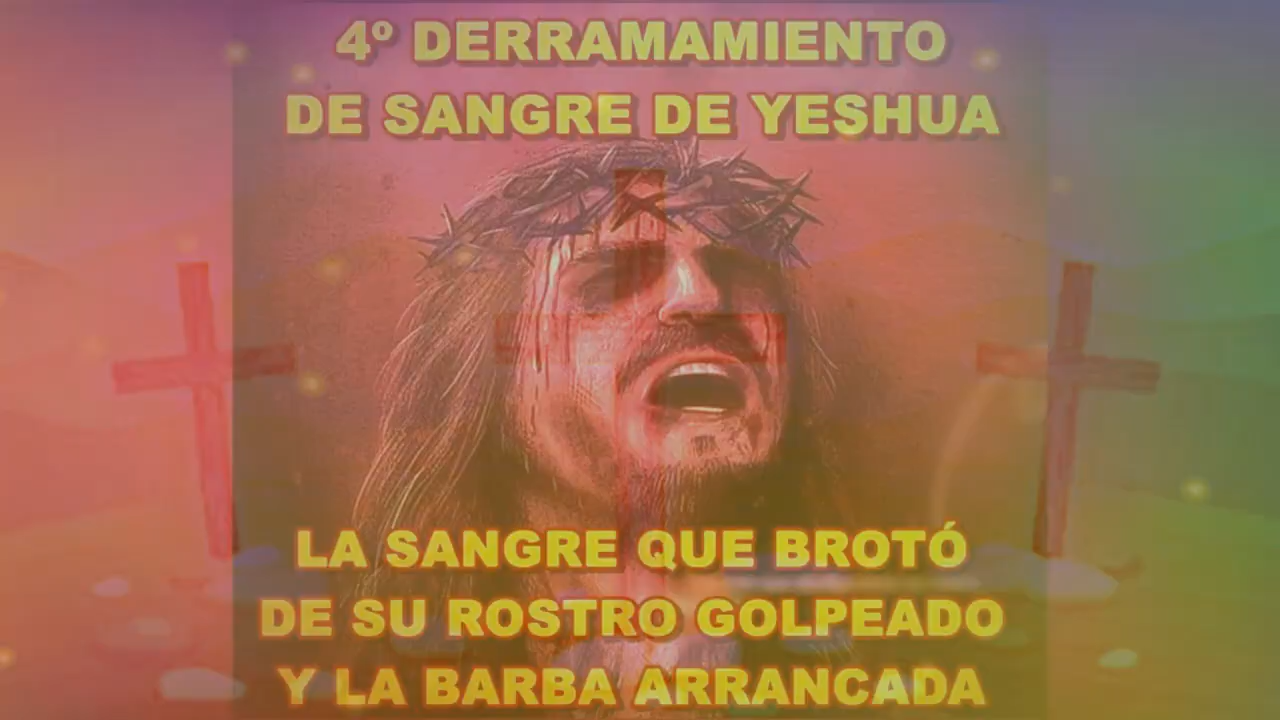 4º DERRAMAMIENTO
DE SANGRE DE YESHUA
LA SANGRE QUE BROTÓ
DE SU ROSTRO GOLPEADO
Y LA BARBA ARRANCADA